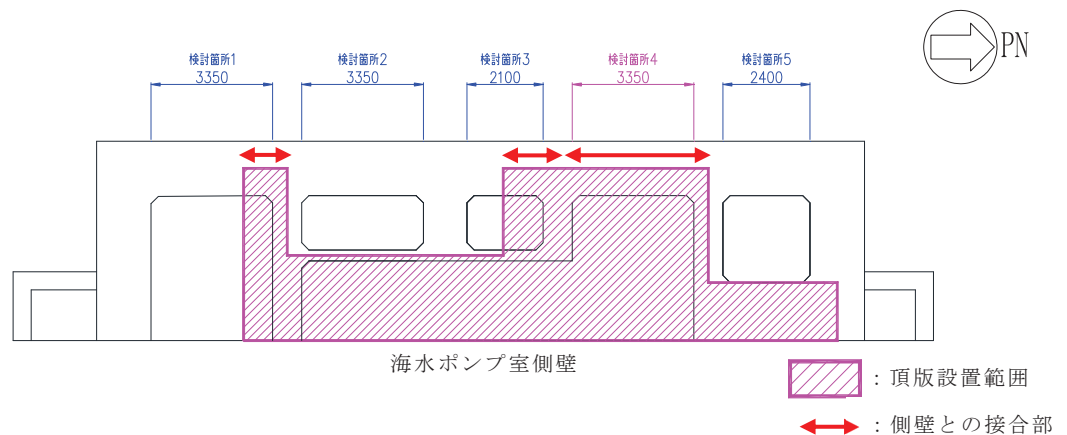 PN
検討箇所1
3350
検討箇所2
3350
検討箇所3
2100
検討箇所4
3350
検討箇所5
2400
海水ポンプ室側壁
：頂版設置範囲
：側壁との接合部